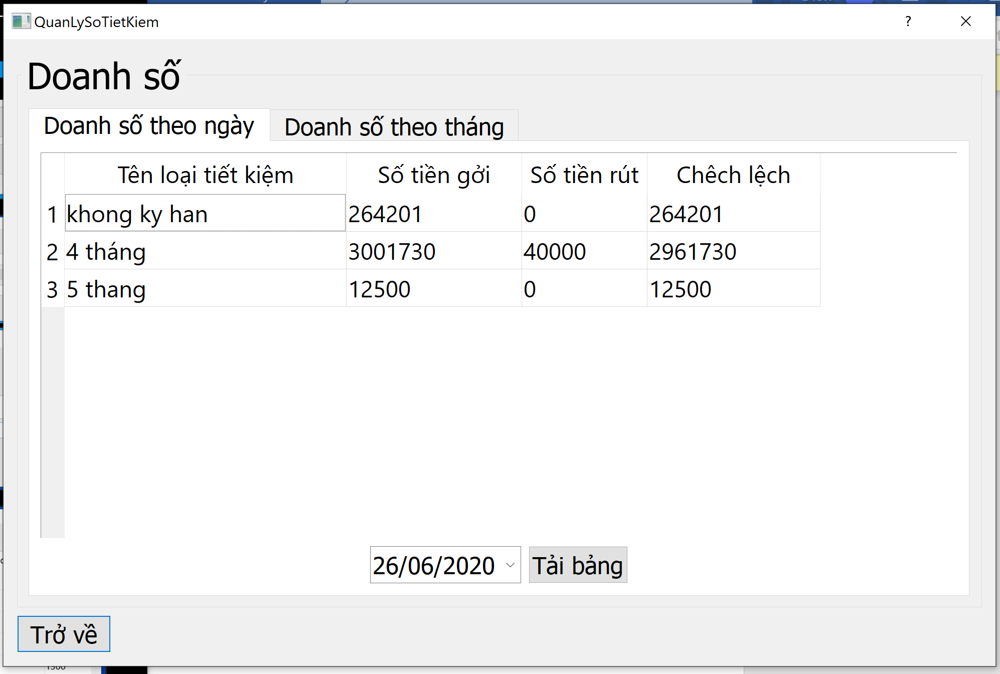 QuanLySoTietKiem ?
Doanh số
Doanh số theo ngày Doanh số theo tháng
Tên loại tiết kiệm Số tiền gởi Số tiền rút Chêch lệch
1 khong ky han 264201 0 264201
2 4 tháng 3001730 40000 2961730
3 5 thang 12500 0 12500
26/06/2020 Tải bảng
Trở về